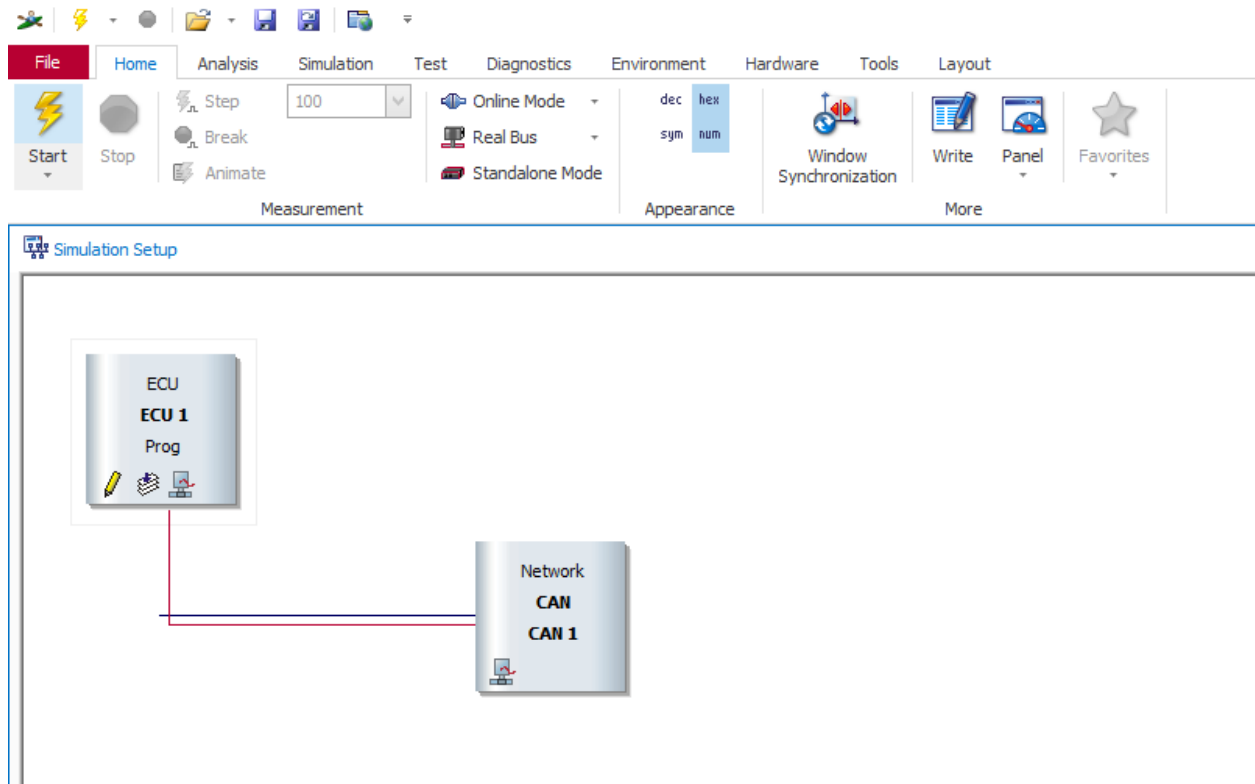 File Home Analysis Simulation Test Diagnostics Environment Hardware Tools Layout
Start
Stop
Step
Break
Animate
100
Measurement
Online Mode
Real Bus
Standalone Mode
dec hex
sym num
Appearance
Window
Synchronization
Write
Panel
Favorites
More
Simulation Setup
ECU
ECU 1
Prog
Network
CAN
CAN 1